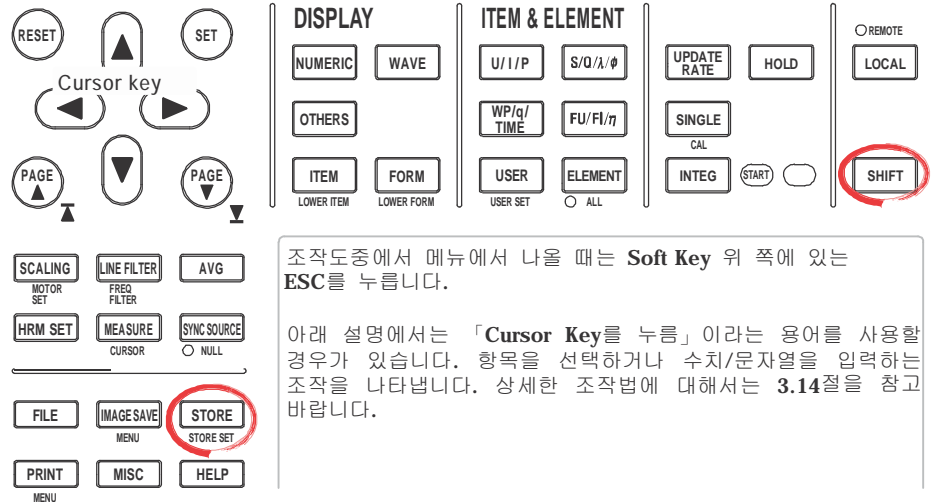 RESET
SET
Cursor key
PAGE
PAGE
DISPLAY
NUMERIC WAVE
OTHERS
ITEM FORM
LOWER ITEM LOWER FORM
ITEM & ELEMENT
U/I/P S/Q/λ/ϕ
WP/q/
TIME
FU/FI/η
USER ELEMENT
USER SET ALL
UPDATE
RATE
HOLD
SINGLE
CAL
INTEG START
REMOTE
LOCAL
SHIFT
SCALING LINE FILTER AVG
MOTOR
SET
FREQ
FILTER
HRM SET MEASURE SYNC SOURCE
CURSOR NULL
FILE IMAGE SAVE STORE
MENU STORE SET
PRINT MISC HELP
MENU
조작도중에서 메뉴에서 나올 때는 Soft Key 위 쪽에 있는
ESC를 누릅니다.
아래 설명에서는 「Cursor Key를 누름」이라는 용어를 사용할
경우가 있습니다. 항목을 선택하거나 수치/문자열을 입력하는
조작을 나타냅니다. 상세한 조작법에 대해서는 3.14절을 참고
바랍니다.